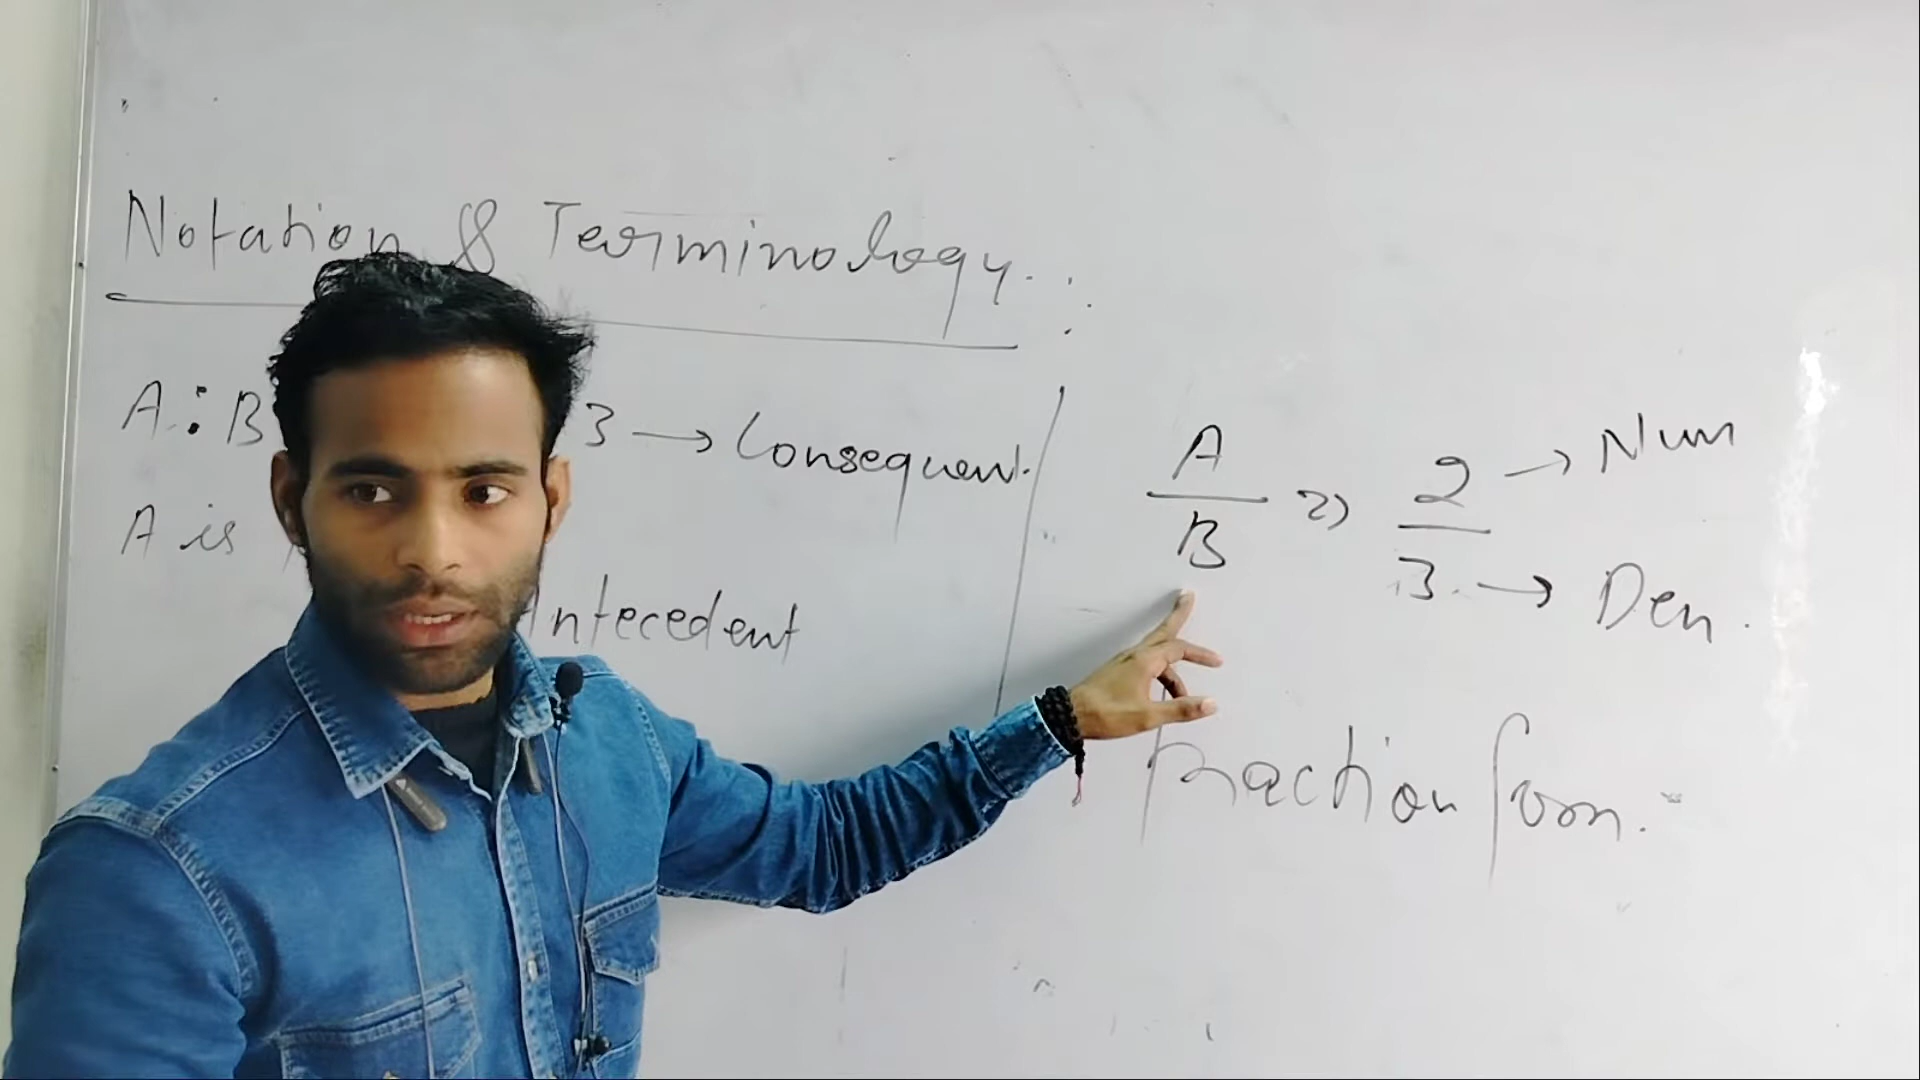 Notation & Terminology...
A:B 3 → Consequent.
A is
Antecedent
A/B => 2/3
→ Num
→ Den.
Fraction form.